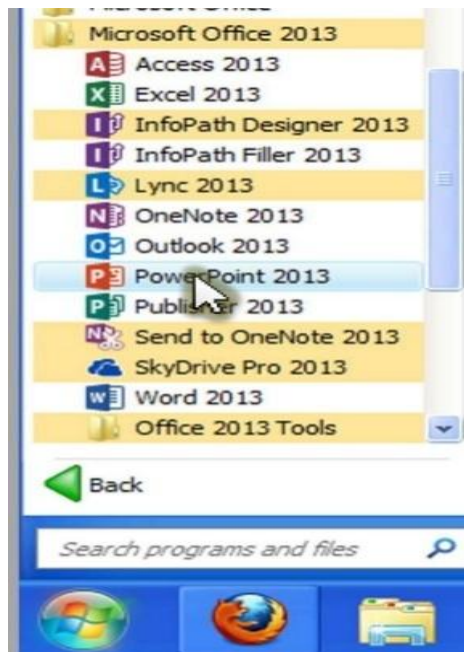 Microsoft Office
Microsoft Office 2013
Access 2013
Excel 2013
InfoPath Designer 2013
InfoPath Filler 2013
Lync 2013
OneNote 2013
Outlook 2013
PowerPoint 2013
Publisher 2013
Send to OneNote 2013
SkyDrive Pro 2013
Word 2013
Office 2013 Tools
Back
Search programs and files